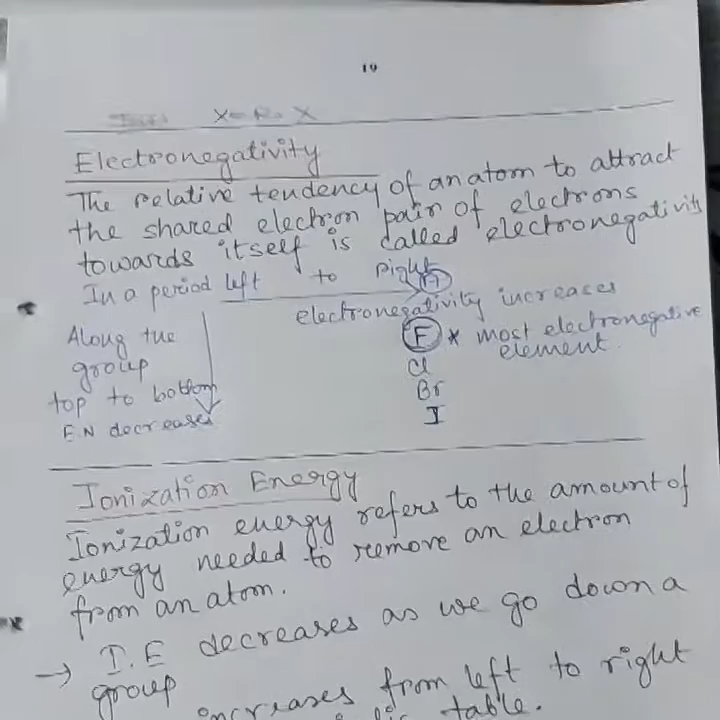 19
X= R- X
Electronegativity
The relative tendency of an atom to attract
the shared electron pair of electrons
towards itself is called electronegativity
In a period left to right 17
electronegativity increases
Along the group top to bottom E.N decreases
F * most electronegative element.
Cl
Br
I
Ionization Energy
Ionization energy refers to the amount of
energy needed to remove an electron
from an atom.
→ I.E decreases as we go down a
group
increases from left to right
table.